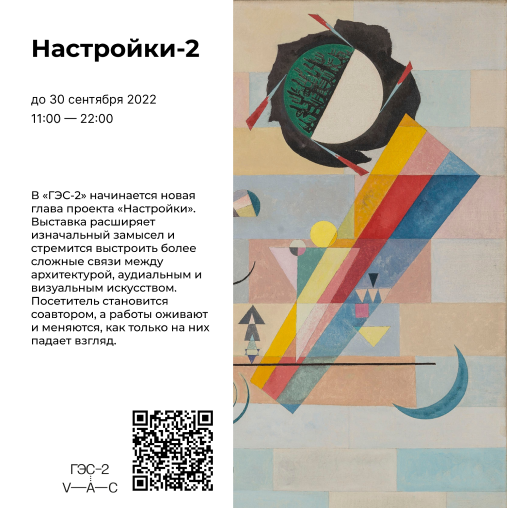 Настройки-2
до 30 сентября 2022
11:00 — 22:00
В «ГЭС-2» начинается новая
глава проекта «Настройки».
Выставка расширяет
изначальный замысел и
стремится выстроить более
сложные связи между
архитектурой, аудиальным и
визуальным искусством.
Посетитель становится
соавтором, а работы оживают
и меняются, как только на них
падает взгляд.
ГЭС-2
V—A—C